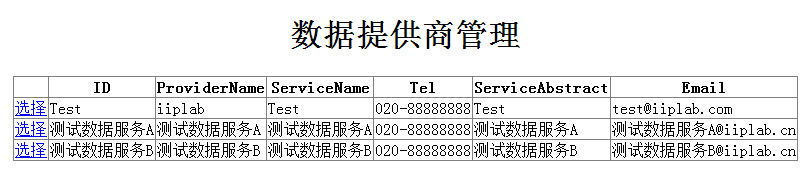 数据提供商管理
ID ProviderName ServiceName Tel ServiceAbstract Email
选择 Test iiplab Test 020-88888888 Test test@iiplab.com
选择 测试数据服务A 测试数据服务A 测试数据服务A 020-88888888 测试数据服务A 测试数据服务A@iiplab.cn
选择 测试数据服务B 测试数据服务B 测试数据服务B 020-88888888 测试数据服务B 测试数据服务B@iiplab.cn